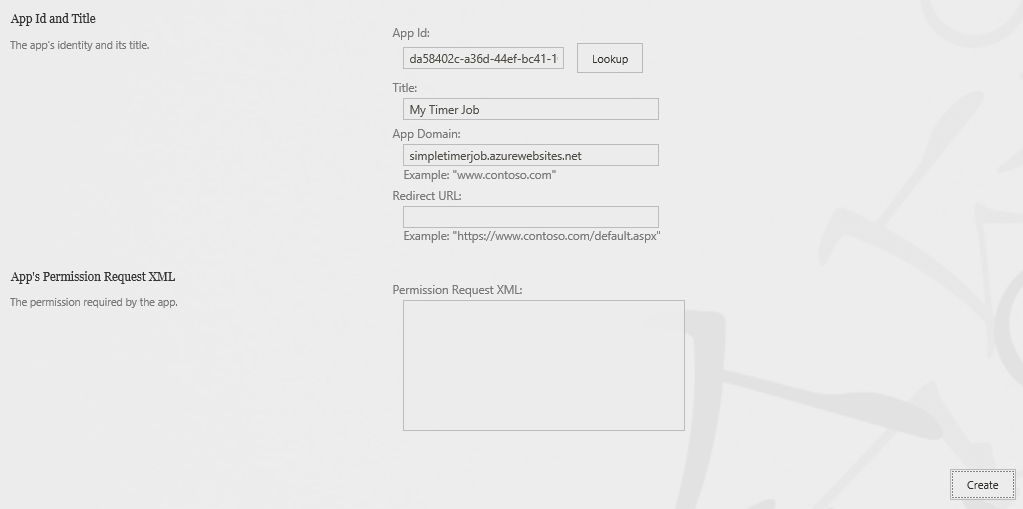 App Id and Title
The app's identity and its title.
App Id:
da58402c-a36d-44ef-bc41-1
Lookup
Title:
My Timer Job
App Domain:
simpletimerjob.azurewebsites.net
Example: "www.contoso.com"
Redirect URL:
Example: "https://www.contoso.com/default.aspx"
App's Permission Request XML
The permission required by the app.
Permission Request XML:
Create